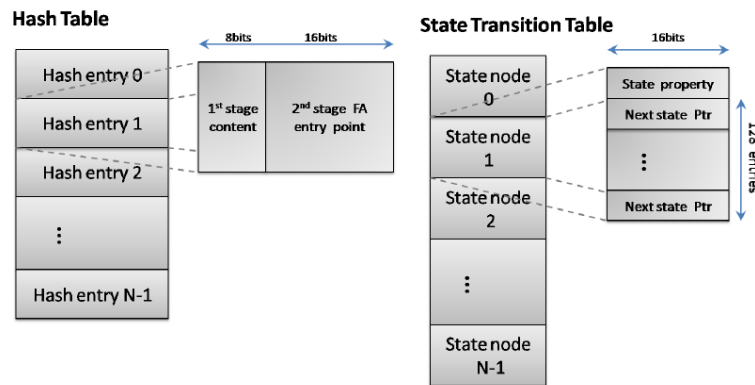 Hash Table
8bits 16bits
Hash entry 0
Hash entry 1
Hash entry 2
⋮
Hash entry N-1
1st stage content
2nd stage FA entry point
State Transition Table
16bits
State node 0
State node 1
State node 2
⋮
State node N-1
State property
Next state Ptr
⋮
Next state Ptr
128 entries